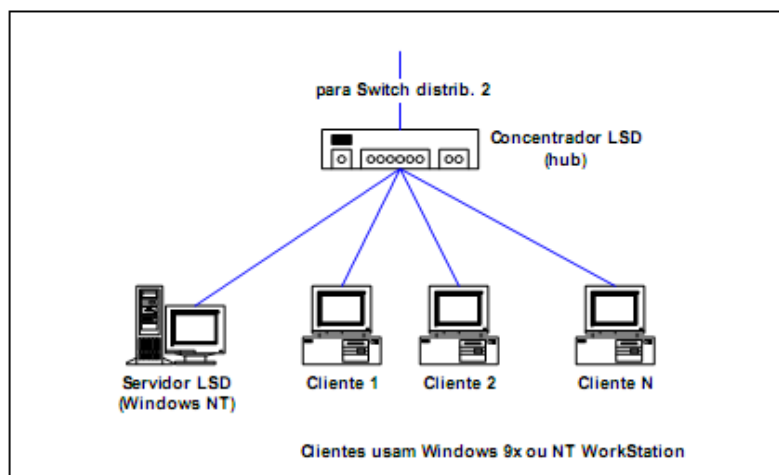 para Switch distrib. 2
Concentrador LSD
(hub)
Servidor LSD
(Windows NT)
Cliente 1
Cliente 2
Cliente N
Clientes usam Windows 9x ou NT WorkStation